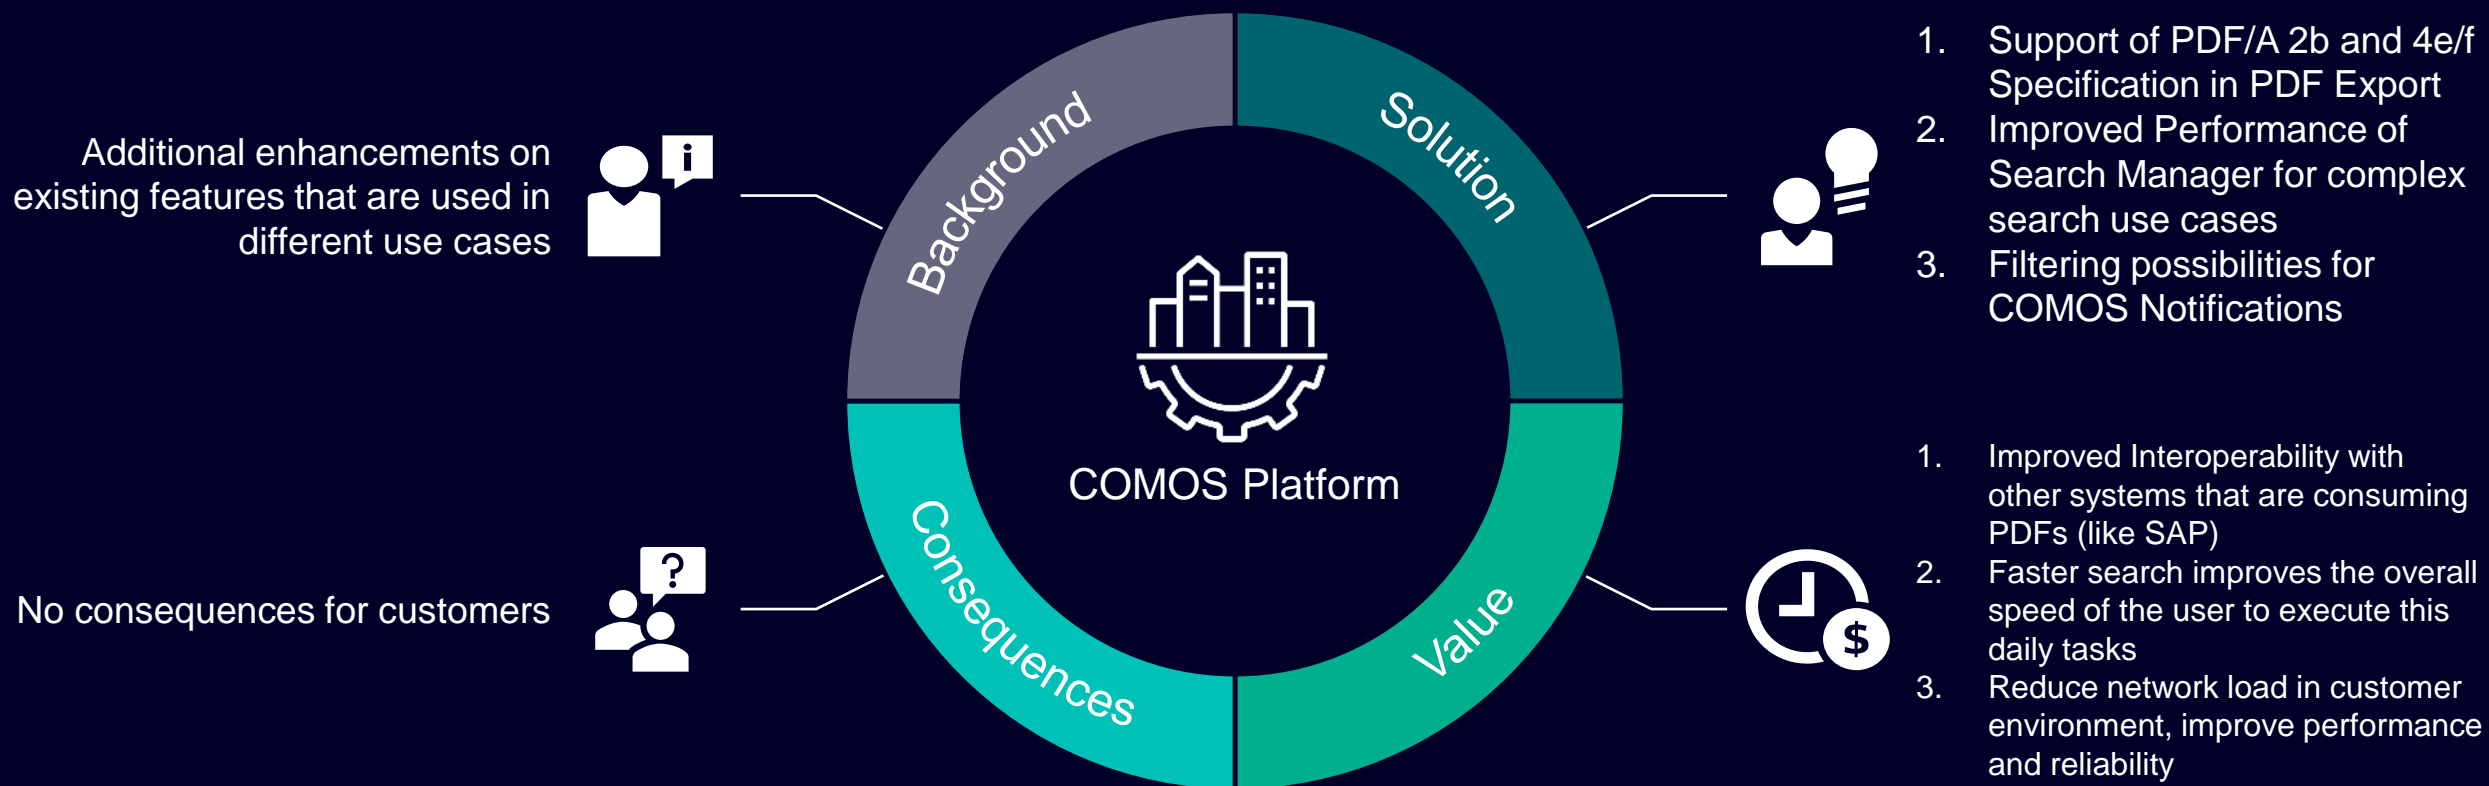 Additional enhancements on
existing features that are used in
different use cases
i
Background
Solution
1. Support of PDF/A 2b and 4e/f
Specification in PDF Export
2. Improved Performance of
Search Manager for complex
search use cases
3. Filtering possibilities for
COMOS Notifications
COMOS Platform
No consequences for customers
?
Consequences
Value
$
1. Improved Interoperability with
other systems that are consuming
PDFs (like SAP)
2. Faster search improves the overall
speed of the user to execute this
daily tasks
3. Reduce network load in customer
environment, improve performance
and reliability